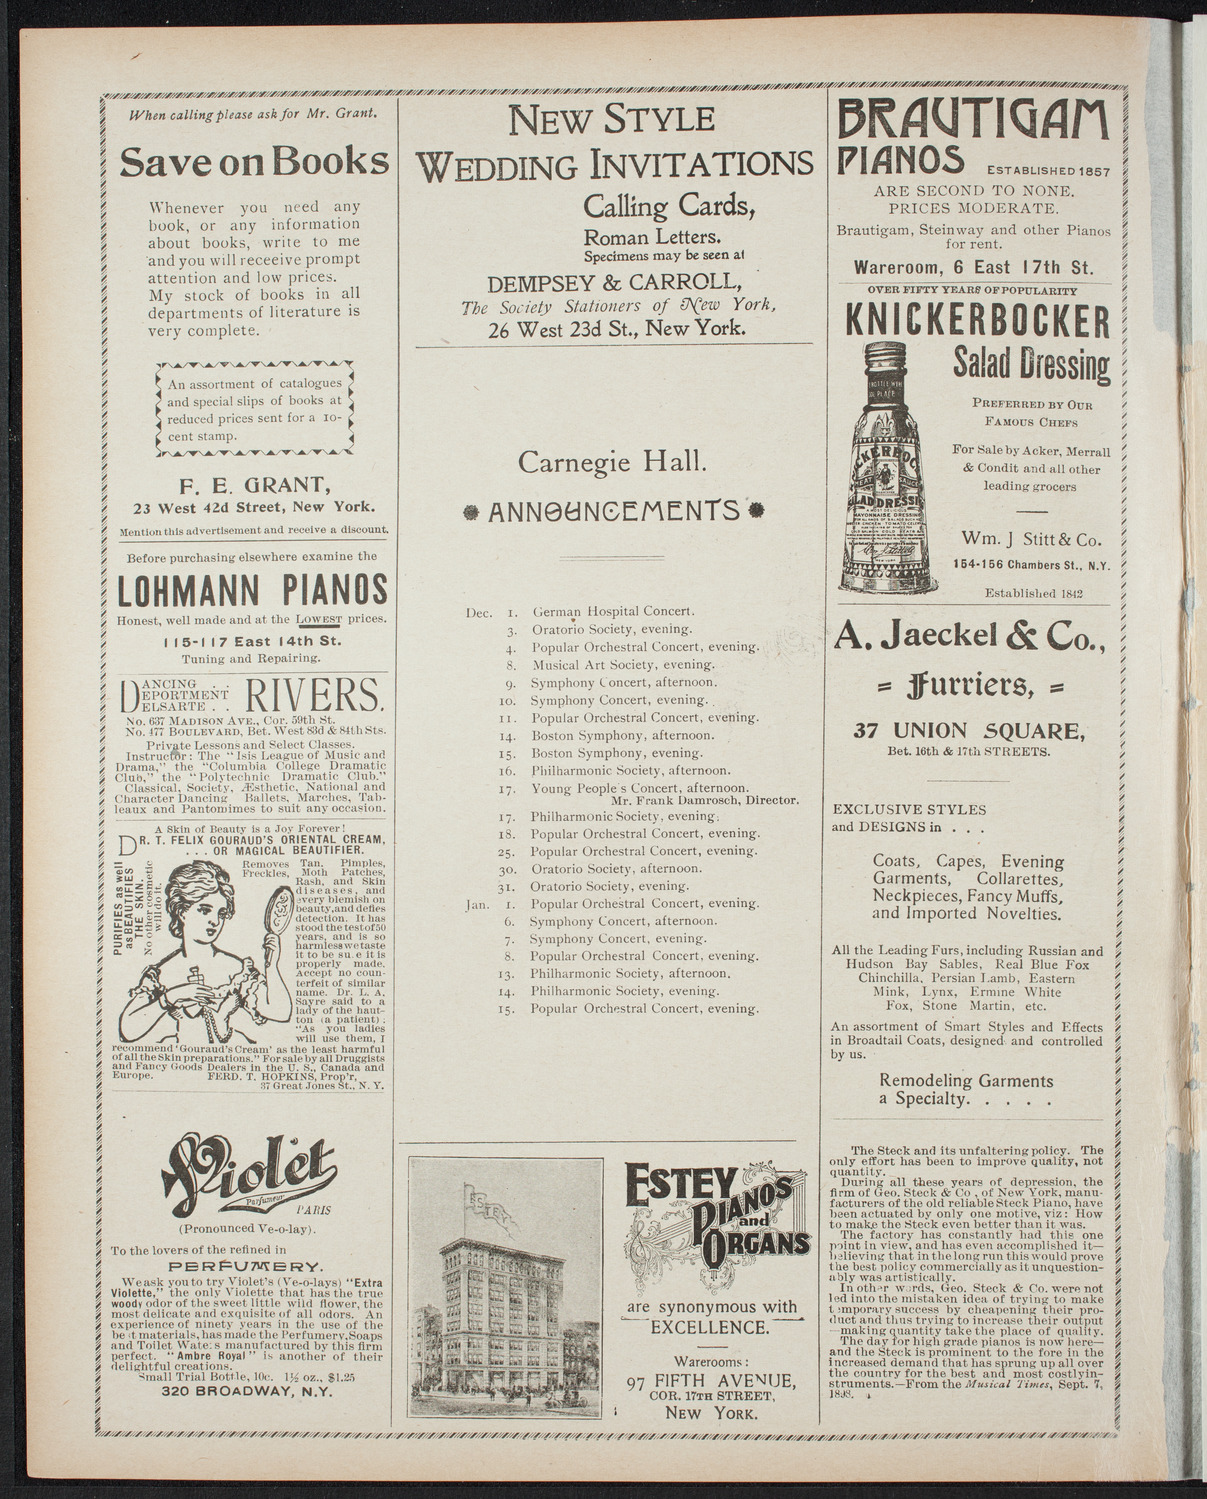 When calling please ask for Mr. Grant.
Save on Books
Whenever you need any
book, or any information
about books, write to me
and you will receeive prompt
attention and low prices.
My stock of books in all
departments of literature is
very complete.
An assortment of catalogues
and special slips of books at
reduced prices sent for a 10-
cent stamp.
F. E. GRANT,
23 West 42d Street, New York.
Mention this advertisement and receive a discount.
Before purchasing elsewhere examine the
LOHMANN PIANOS
Honest, well made and at the LOWEST prices.
115-117 East 14th St.
Tuning and Repairing.
DANCING . .
DEPORTMENT
DELSARTE . .
RIVERS.
No. 637 MADISON AVE., Cor. 59th St.
No. 477 BOULEVARD, Bet. West 83d & 84th Sts.
Private Lessons and Select Classes.
Instructor: The "Isis League of Music and
Drama," the "Columbia College Dramatic
Club," the "Polytechnic Dramatic Club."
Classical, Society, Æsthetic, National and
Character Dancing Ballets, Marches, Tab-
leaux and Pantomimes to suit any occasion.
A Skin of Beauty is a Joy Forever!
DR. T. FELIX GOURAUD'S ORIENTAL CREAM,
. . . OR MAGICAL BEAUTIFIER.
PURIFIES as well
as BEAUTIFIES
THE SKIN.
No other cosmetic
will do it.
Removes Tan, Pimples,
Freckles, Moth Patches,
Rash, and Skin
diseases, and
every blemish on
beauty, and defies
detection. It has
stood the test of 50
years, and is so
harmless we taste
it to be su e it is
properly made.
Accept no coun-
terfeit of similar
name. Dr. L. A.
Sayre said to a
lady of the haut-
ton (a patient):
"As you ladies
will use them, I
recommend 'Gouraud's Cream' as the least harmful
of all the Skin preparations." For sale by all Druggists
and Fancy Goods Dealers in the U. S., Canada and
Europe. FERD. T. HOPKINS, Prop'r,
37 Great Jones St., N. Y.
Violet
Parfumeur
PARIS
(Pronounced Ve-o-lay).
To the lovers of the refined in
PERFUMERY.
We ask you to try Violet's (Ve-o-lays) "Extra
Violette," the only Violette that has the true
woody odor of the sweet little wild flower, the
most delicate and exquisite of all odors. An
experience of ninety years in the use of the
be t materials, has made the Perfumery, Soaps
and Toilet Wate s manufactured by this firm
perfect. "Ambre Royal" is another of their
delightful creations.
Small Trial Bottle, 10c. 1½ oz., $1.25
320 BROADWAY, N.Y.
NEW STYLE
WEDDING INVITATIONS
Calling Cards,
Roman Letters.
Specimens may be seen at
DEMPSEY & CARROLL,
The Society Stationers of New York,
26 West 23d St., New York.
Carnegie Hall.
ANNOUNCEMENTS
Dec. 1. German Hospital Concert.
3. Oratorio Society, evening.
4. Popular Orchestral Concert, evening.
8. Musical Art Society, evening.
9. Symphony Concert, afternoon.
10. Symphony Concert, evening.
11. Popular Orchestral Concert, evening.
14. Boston Symphony, afternoon.
15. Boston Symphony, evening.
16. Philharmonic Society, afternoon.
17. Young People s Concert, afternoon.
Mr. Frank Damrosch, Director.
17. Philharmonic Society, evening.
18. Popular Orchestral Concert, evening.
25. Popular Orchestral Concert, evening.
30. Oratorio Society, afternoon.
31. Oratorio Society, evening.
Jan. 1. Popular Orchestral Concert, evening.
6. Symphony Concert, afternoon.
7. Symphony Concert, evening.
8. Popular Orchestral Concert, evening.
13. Philharmonic Society, afternoon.
14. Philharmonic Society, evening.
15. Popular Orchestral Concert, evening.
ESTEY
ESTEY
PIANOS
and
ORGANS
are synonymous with
EXCELLENCE.
Warerooms:
97 FIFTH AVENUE,
COR. 17TH STREET,
NEW YORK.
BRAUTIGAM
PIANOS ESTABLISHED 1857
ARE SECOND TO NONE.
PRICES MODERATE.
Brautigam, Steinway and other Pianos
for rent.
Wareroom, 6 East 17th St.
OVER FIFTY YEARS OF POPULARITY
KNICKERBOCKER
Salad Dressing
PREFERRED BY OUR
FAMOUS CHEFS
For Sale by Acker, Merrall
& Condit and all other
leading grocers
Wm. J Stitt & Co.
154-156 Chambers St., N.Y.
Established 1842
A. Jaeckel & Co.,
= Furriers, =
37 UNION SQUARE,
Bet. 16th & 17th STREETS.
EXCLUSIVE STYLES
and DESIGNS in . . .
Coats, Capes, Evening
Garments, Collarettes,
Neckpieces, Fancy Muffs,
and Imported Novelties.
All the Leading Furs, including Russian and
Hudson Bay Sables, Real Blue Fox
Chinchilla, Persian Lamb, Eastern
Mink, Lynx, Ermine White
Fox, Stone Martin, etc.
An assortment of Smart Styles and Effects
in Broadtail Coats, designed and controlled
by us.
Remodeling Garments
a Specialty. . . . .
The Steck and its unfaltering policy. The
only effort has been to improve quality, not
quantity.
During all these years of depression, the
firm of Geo. Steck & Co , of New York, manu-
facturers of the old reliable Steck Piano, have
been actuated by only one motive, viz: How
to make the Steck even better than it was.
The factory has constantly had this one
point in view, and has even accomplished it—
believing that in the long run this would prove
the best policy commercially as it unquestion-
ably was artistically.
In other words, Geo. Steck & Co. were not
led into the mistaken idea of trying to make
temporary success by cheapening their pro-
duct and thus trying to increase their output
—making quantity take the place of quality.
The day for high grade pianos is now here—
and the Steck is prominent to the fore in the
increased demand that has sprung up all over
the country for the best and most costly in-
struments.—From the Musical Times, Sept. 7,
1898.